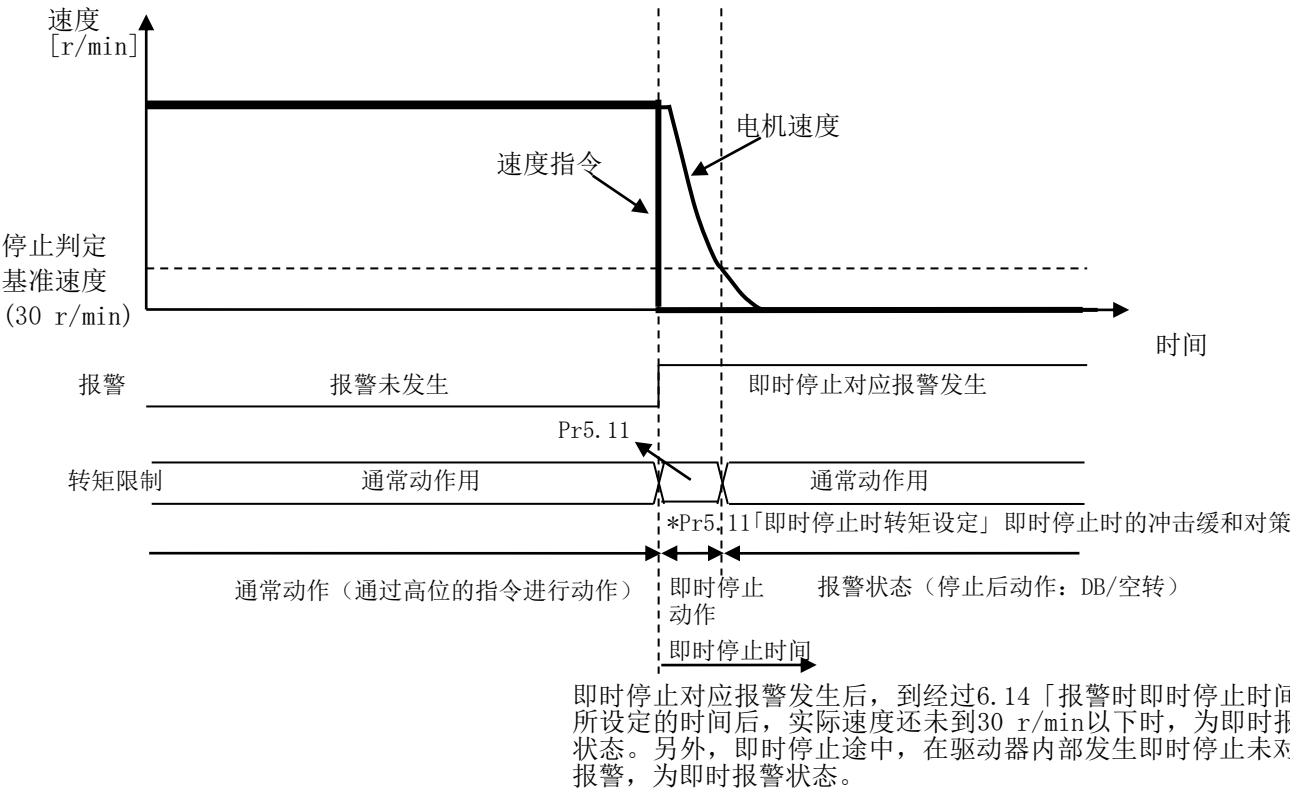 速度
[r/min]
电机速度
速度指令
停止判定
基准速度
(30 r/min)
时间
报警
报警未发生
即时停止对应报警发生
Pr5.11
转矩限制
通常动作用
通常动作用
*Pr5.11「即时停止时转矩设定」即时停止时的冲击缓和对策
通常动作（通过高位的指令进行动作）
即时停止
动作
报警状态（停止后动作：DB/空转）
即时停止时间
即时停止对应报警发生后，到经过6.14「报警时即时停止时间
所设定的时间后，实际速度还未到30 r/min以下时，为即时报
状态。另外，即时停止途中，在驱动器内部发生即时停止未对
报警，为即时报警状态。